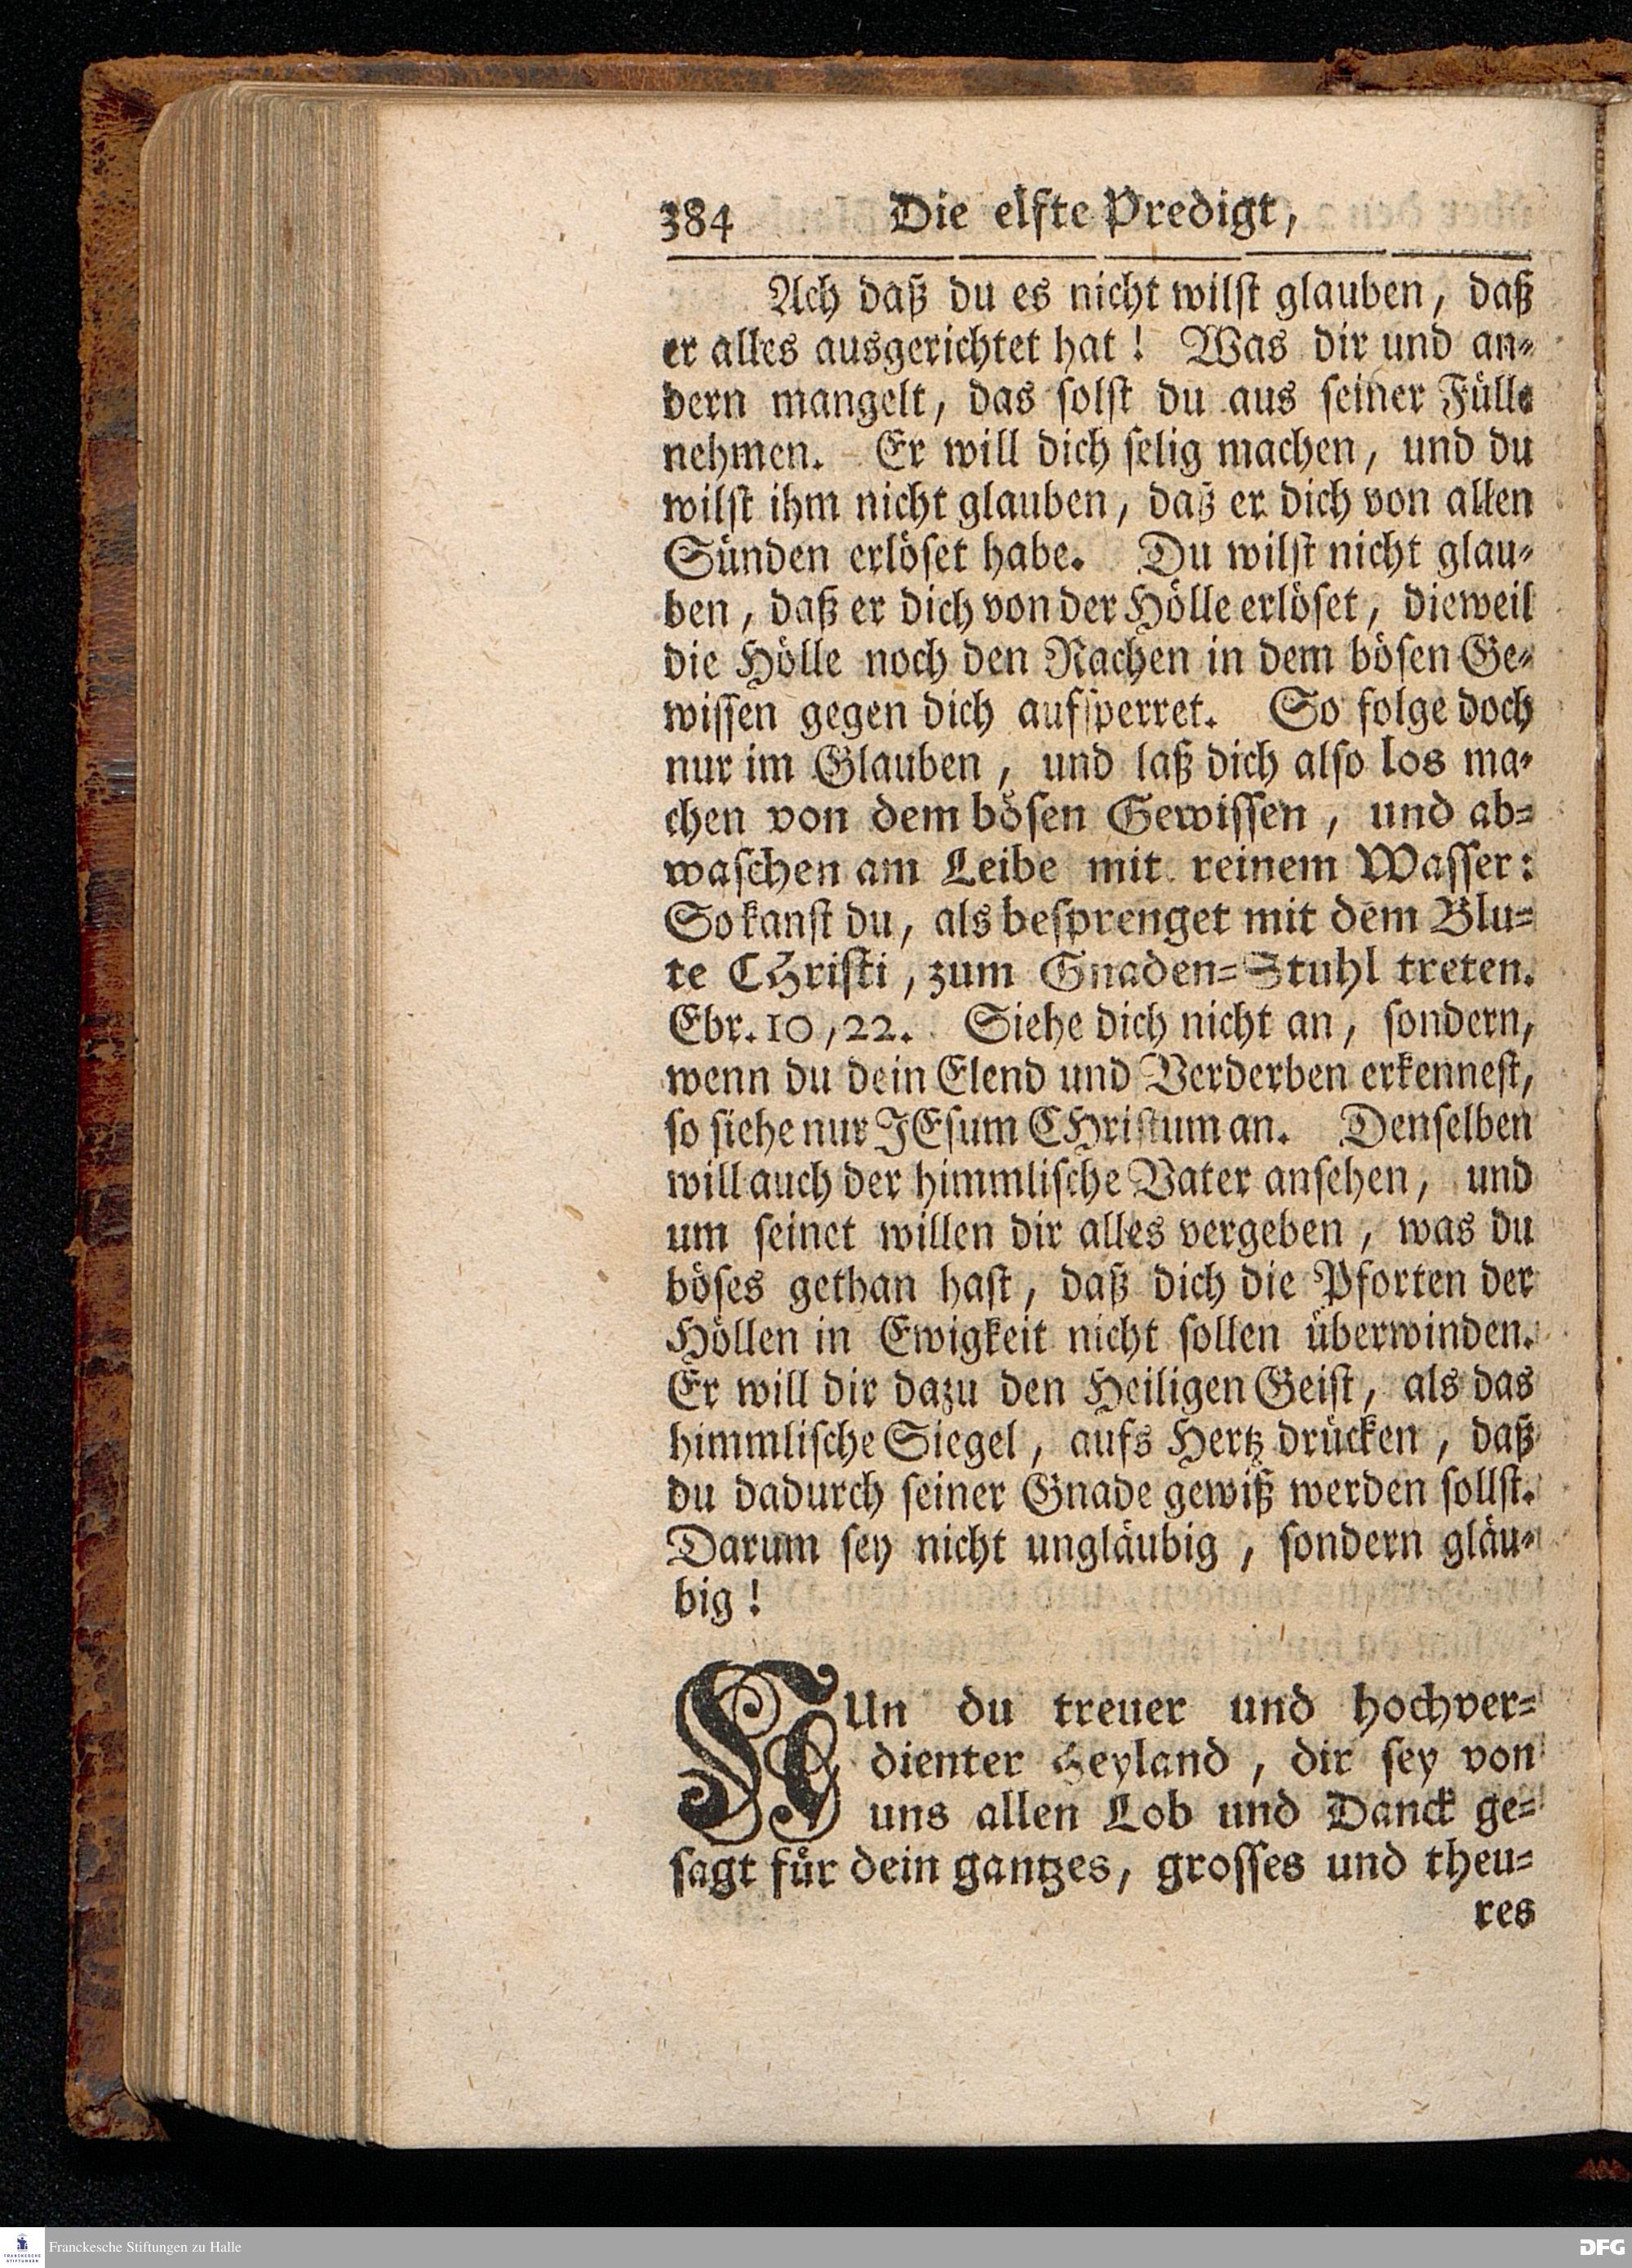 384 Die elfte Predigt,
Ach daß du es nicht wilſt glauben, daß
er alles ausgerichtet hat! Was dir und an-
dern mangelt, das ſolſt du aus ſeiner Fülle
nehmen. Er will dich ſelig machen, und du
wilſt ihm nicht glauben, daß er dich von allen
Sünden erlöſet habe. Du wilſt nicht glau-
ben, daß er dich von der Hölle erlöſet, dieweil
die Hölle noch den Rachen in dem böſen Ge-
wiſſen gegen dich aufſperret. So folge doch
nur im Glauben, und laß dich alſo los ma-
chen von dem böſen Gewiſſen, und ab-
waſchen am Leibe mit reinem Waſſer:
So kanſt du, als beſprenget mit dem Blu-
te CHriſti, zum Gnaden-Stuhl treten.
Ebr. 10, 22. Siehe dich nicht an, ſondern,
wenn du dein Elend und Verderben erkenneſt,
ſo ſiehe nur JEſum CHriſtum an. Denſelben
will auch der himmliſche Vater anſehen, und
um ſeinet willen dir alles vergeben, was du
böſes gethan haſt, daß dich die Pforten der
Höllen in Ewigkeit nicht ſollen überwinden.
Er will dir dazu den Heiligen Geiſt, als das
himmliſche Siegel, aufs Hertz drücken, daß
du dadurch ſeiner Gnade gewiß werden ſollſt.
Darum ſey nicht ungläubig, ſondern gläu-
big!
NUn du treuer und hochver-
dienter Heyland, dir ſey von
uns allen Lob und Danck ge-
ſagt für dein gantzes, groſſes und theu-
res
FRANCKESCHE
STIFTUNGEN
Franckesche Stiftungen zu Halle
DFG